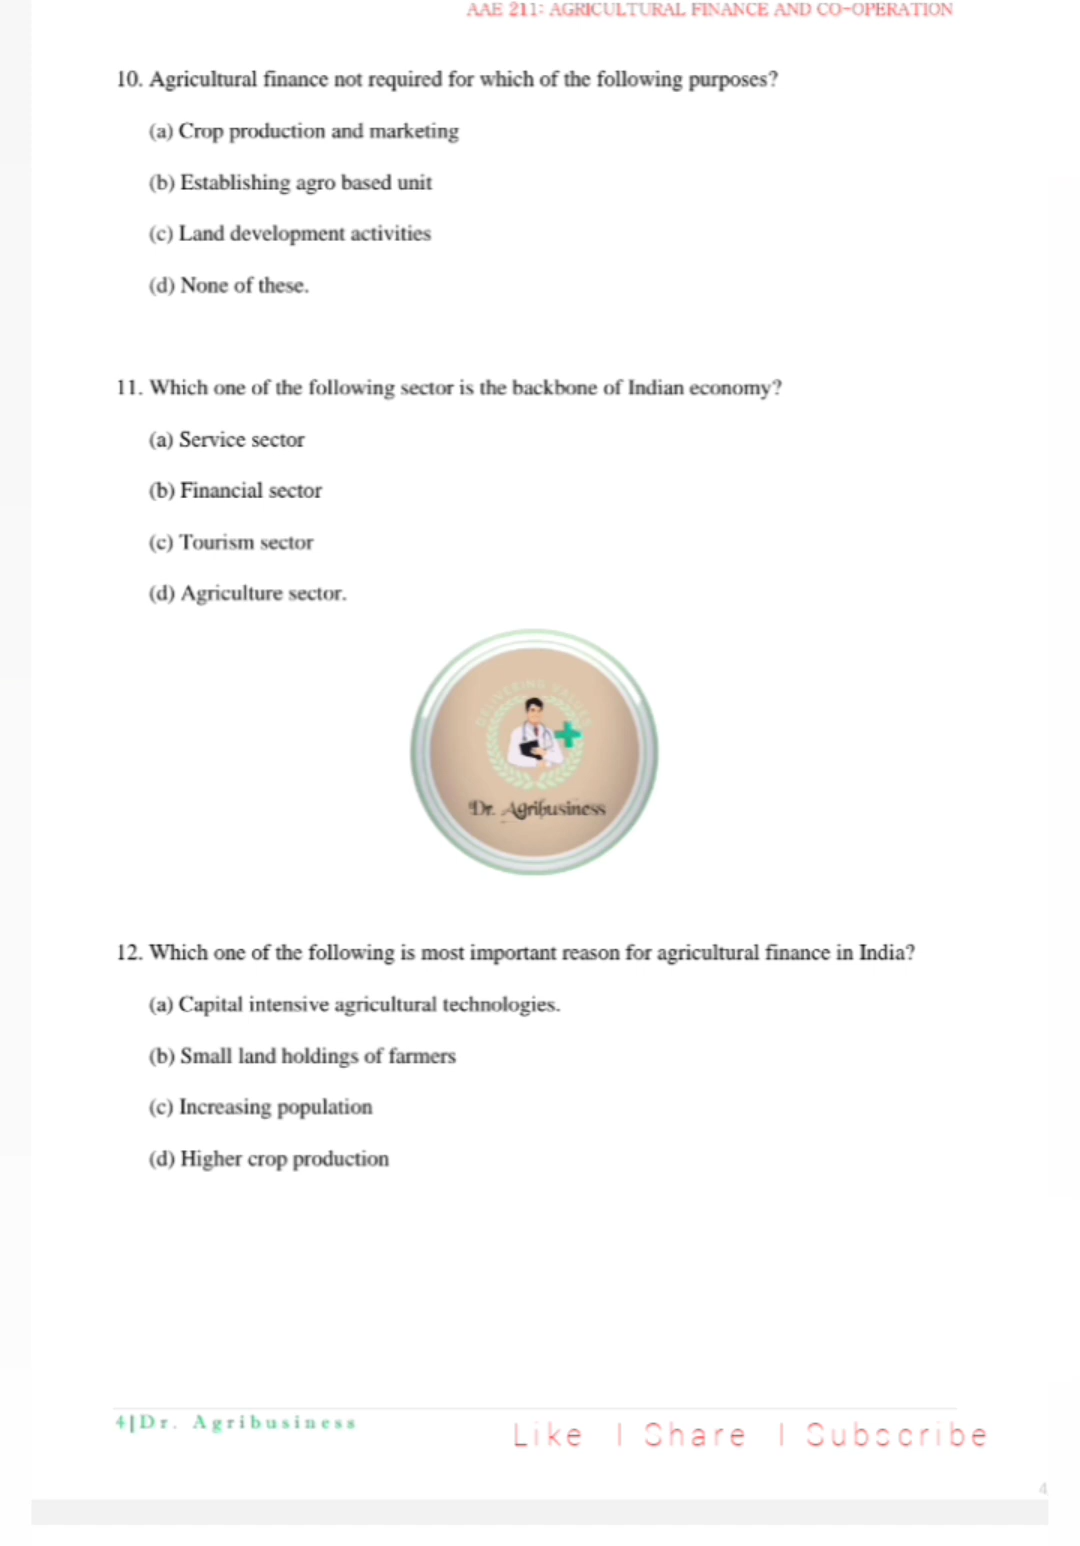 AAE 211: AGRICULTURAL FINANCE AND CO-OPERATION
10. Agricultural finance not required for which of the following purposes?
(a) Crop production and marketing
(b) Establishing agro based unit
(c) Land development activities
(d) None of these.
11. Which one of the following sector is the backbone of Indian economy?
(a) Service sector
(b) Financial sector
(c) Tourism sector
(d) Agriculture sector.
DELIVERING VALUES
Dr. Agribusiness
12. Which one of the following is most important reason for agricultural finance in India?
(a) Capital intensive agricultural technologies.
(b) Small land holdings of farmers
(c) Increasing population
(d) Higher crop production
4|Dr. Agribusiness
Like | Share | Subscribe
4